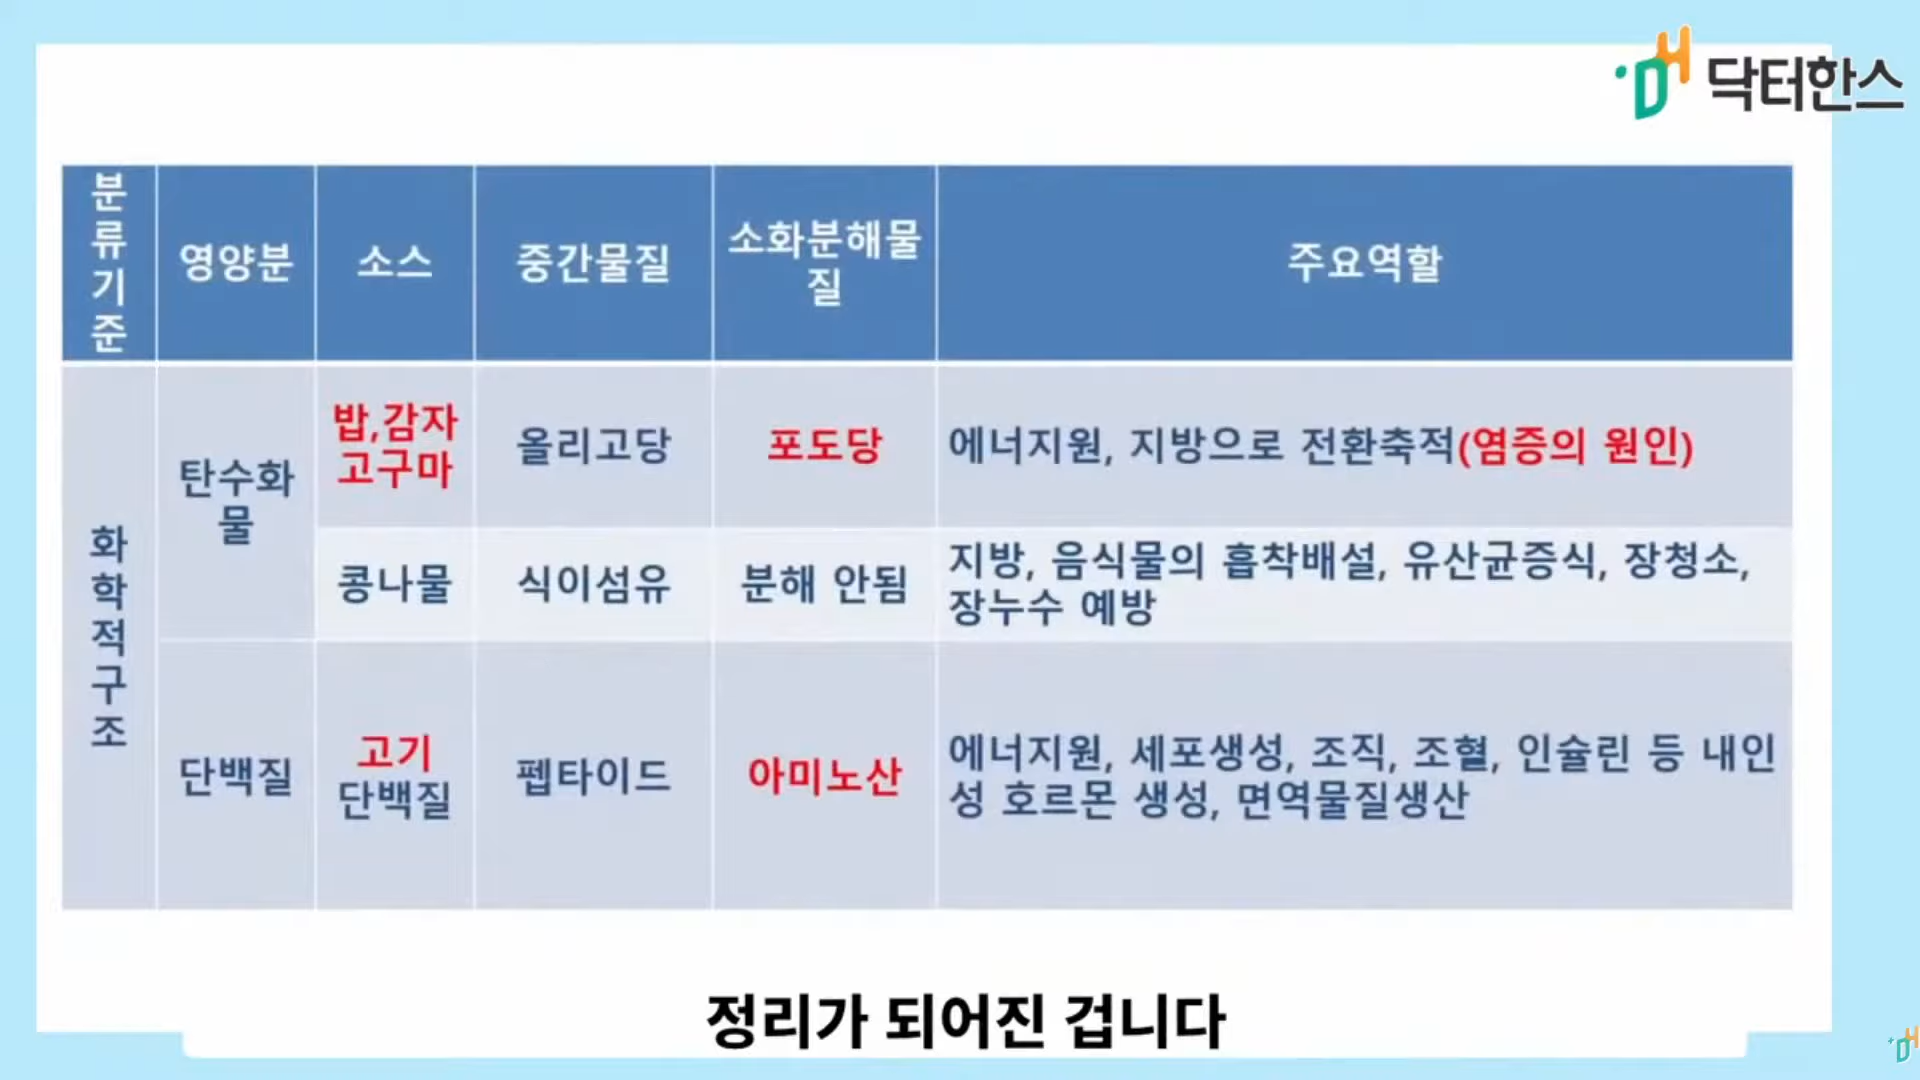 닥터한스
분
류
기
준
영양분
소스
중간물질
소화분해물
질
주요역할
화
학
적
구
조
탄수화
물
밥,감자
고구마
올리고당
포도당
에너지원, 지방으로 전환축적(염증의 원인)
콩나물
식이섬유
분해 안됨
지방, 음식물의 흡착배설, 유산균증식, 장청소,
장누수 예방
단백질
고기
단백질
펩타이드
아미노산
에너지원, 세포생성, 조직, 조혈, 인슐린 등 내인
성 호르몬 생성, 면역물질생산
정리가 되어진 겁니다